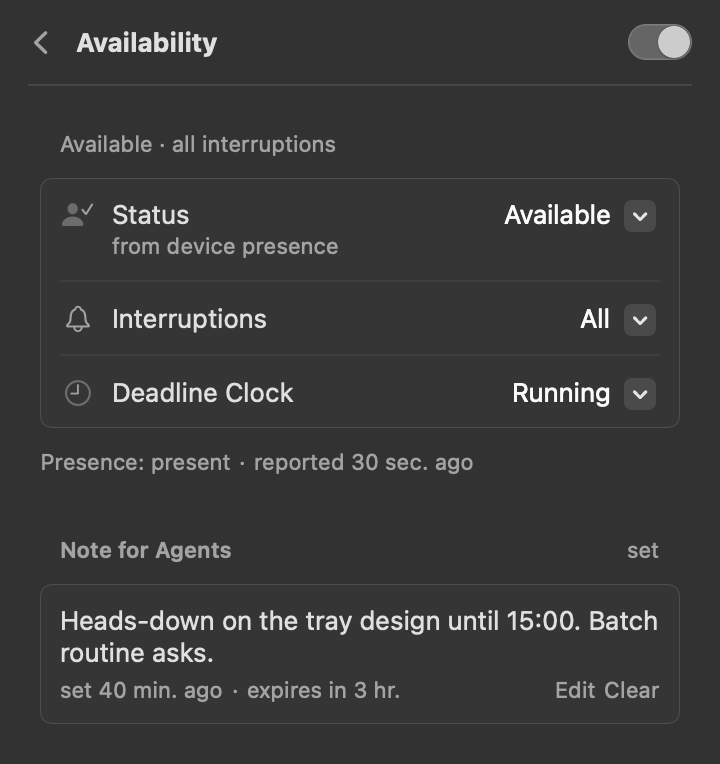 Availability
Available · all interruptions
Status
Available
from device presence
Interruptions
All
Deadline Clock
Running
Presence: present · reported 30 sec. ago
Note for Agents
set
Heads-down on the tray design until 15:00. Batch
routine asks.
set 40 min. ago · expires in 3 hr.
Edit Clear